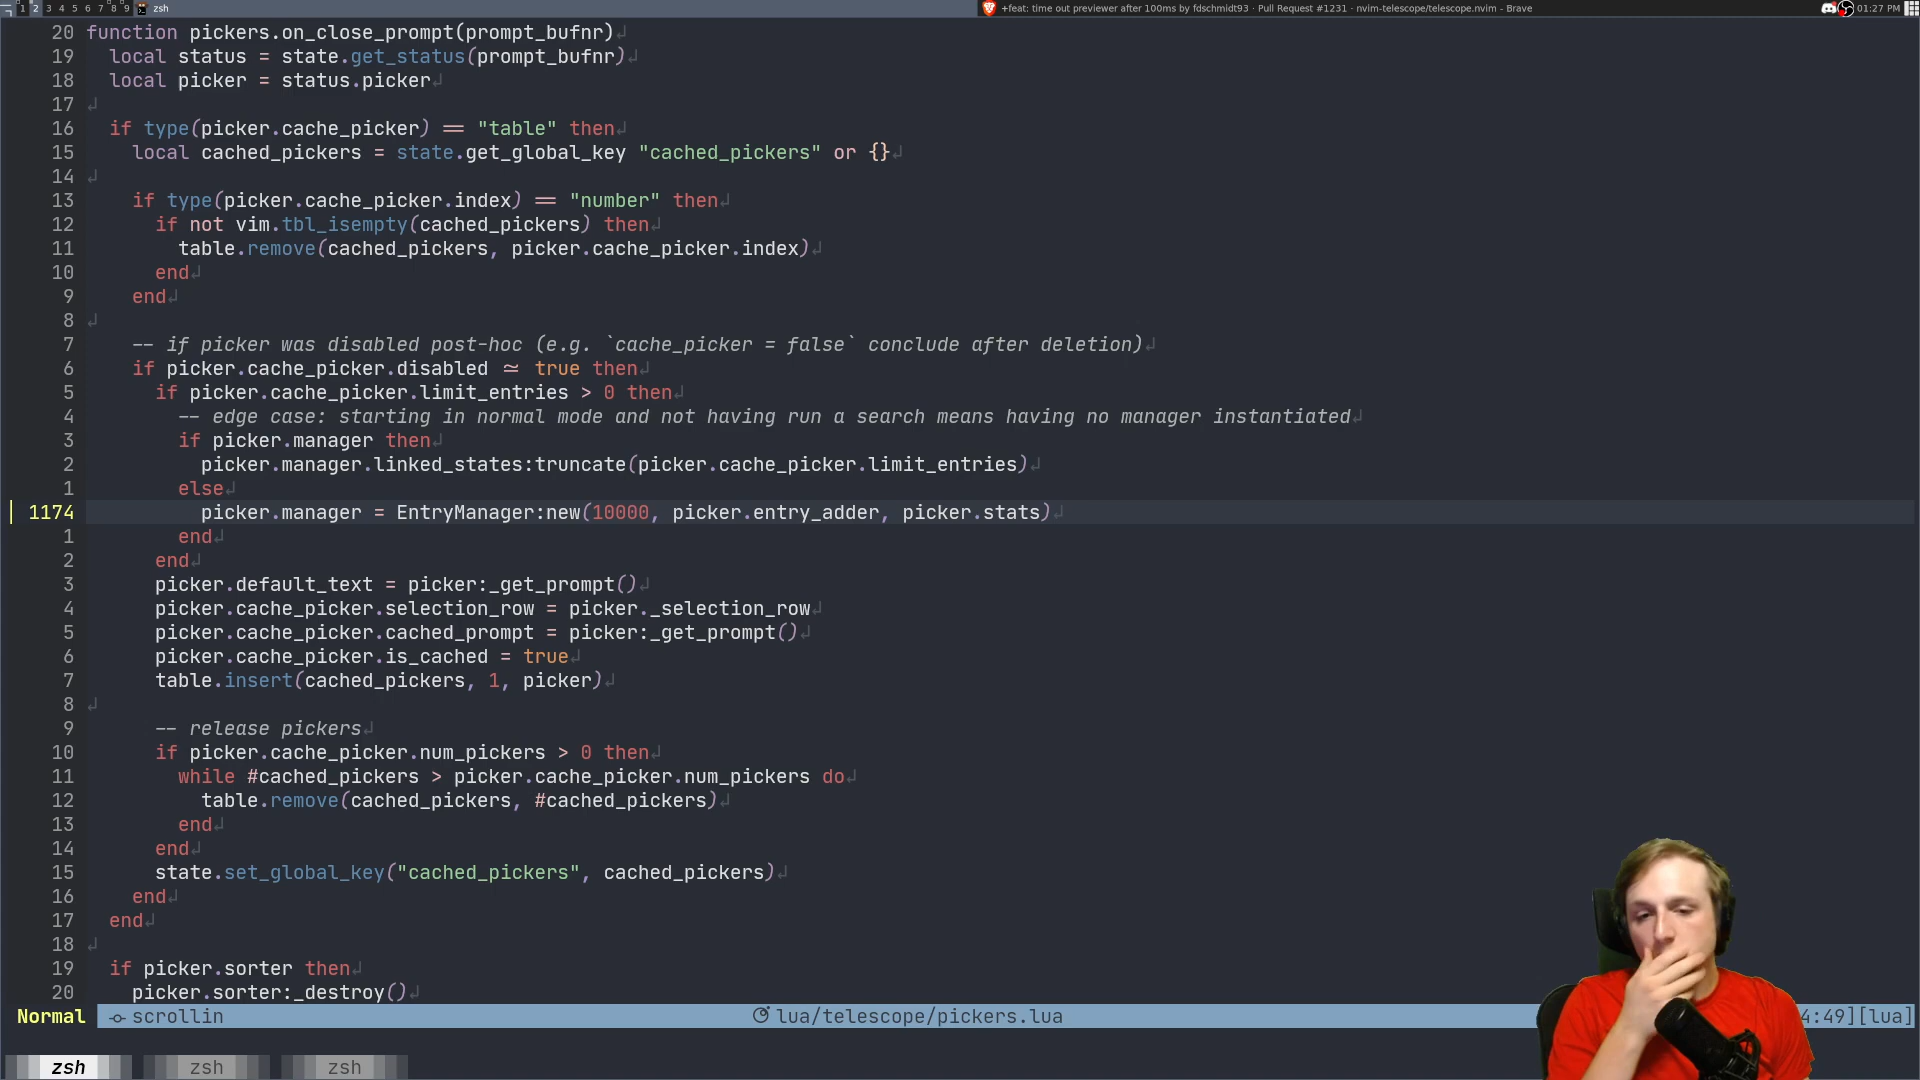 1 2 3 4 5 6 7 8 9 zsh +feat: time out previewer after 100ms by fdschmidt93 · Pull Request #1231 · nvim-telescope/telescope.nvim - Brave 01:27 PM
20 function pickers.on_close_prompt(prompt_bufnr)↲
19 local status = state.get_status(prompt_bufnr)↲
18 local picker = status.picker↲
17 ↲
16 if type(picker.cache_picker) == "table" then↲
15 local cached_pickers = state.get_global_key "cached_pickers" or {}↲
14 ↲
13 if type(picker.cache_picker.index) == "number" then↲
12 if not vim.tbl_isempty(cached_pickers) then↲
11 table.remove(cached_pickers, picker.cache_picker.index)↲
10 end↲
9 end↲
8 ↲
7 -- if picker was disabled post-hoc (e.g. `cache_picker = false` conclude after deletion)↲
6 if picker.cache_picker.disabled ~= true then↲
5 if picker.cache_picker.limit_entries > 0 then↲
4 -- edge case: starting in normal mode and not having run a search means having no manager instantiated↲
3 if picker.manager then↲
2 picker.manager.linked_states:truncate(picker.cache_picker.limit_entries)↲
1 else↲
1174 picker.manager = EntryManager:new(10000, picker.entry_adder, picker.stats)↲
1 end↲
2 end↲
3 picker.default_text = picker:_get_prompt()↲
4 picker.cache_picker.selection_row = picker._selection_row↲
5 picker.cache_picker.cached_prompt = picker:_get_prompt()↲
6 picker.cache_picker.is_cached = true↲
7 table.insert(cached_pickers, 1, picker)↲
8 ↲
9 -- release pickers↲
10 if picker.cache_picker.num_pickers > 0 then↲
11 while #cached_pickers > picker.cache_picker.num_pickers do↲
12 table.remove(cached_pickers, #cached_pickers)↲
13 end↲
14 end↲
15 state.set_global_key("cached_pickers", cached_pickers)↲
16 end↲
17 end↲
18 ↲
19 if picker.sorter then↲
20 picker.sorter:_destroy()↲
Normal scrollin lua/telescope/pickers.lua 4:49][lua]
zsh zsh zsh